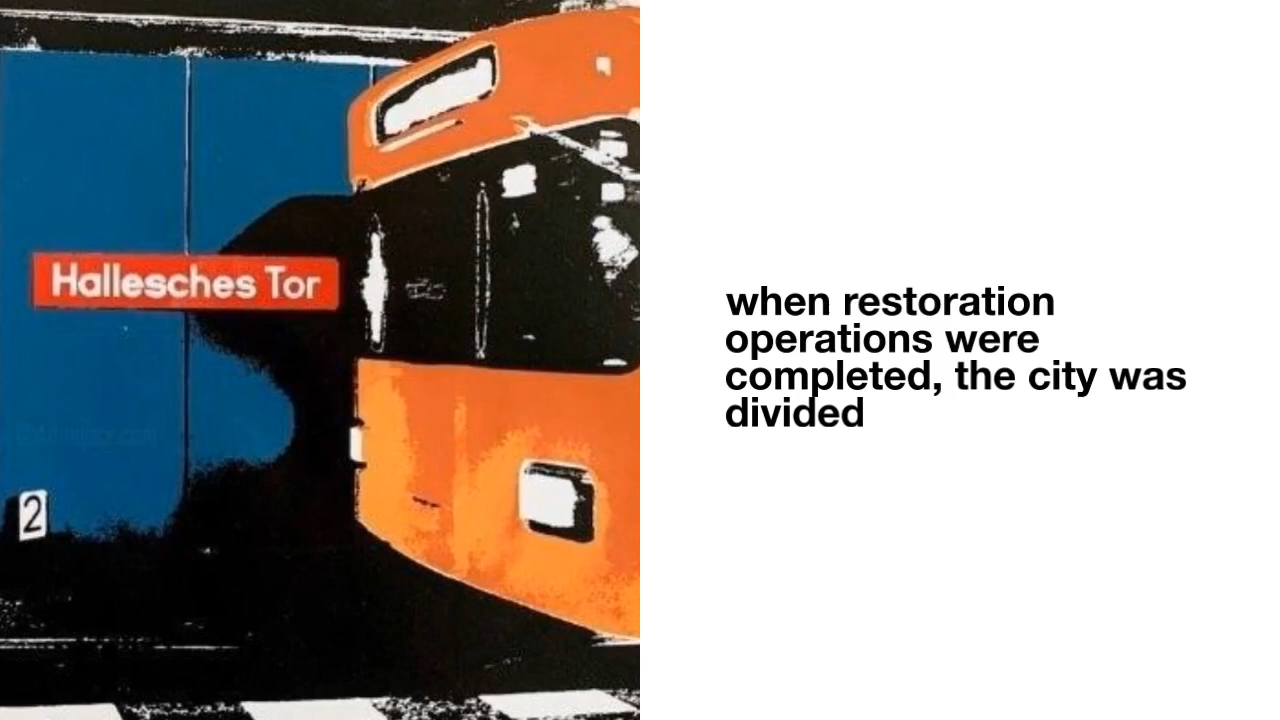 Hallesches Tor
2
when restoration
operations were
completed, the city was
divided